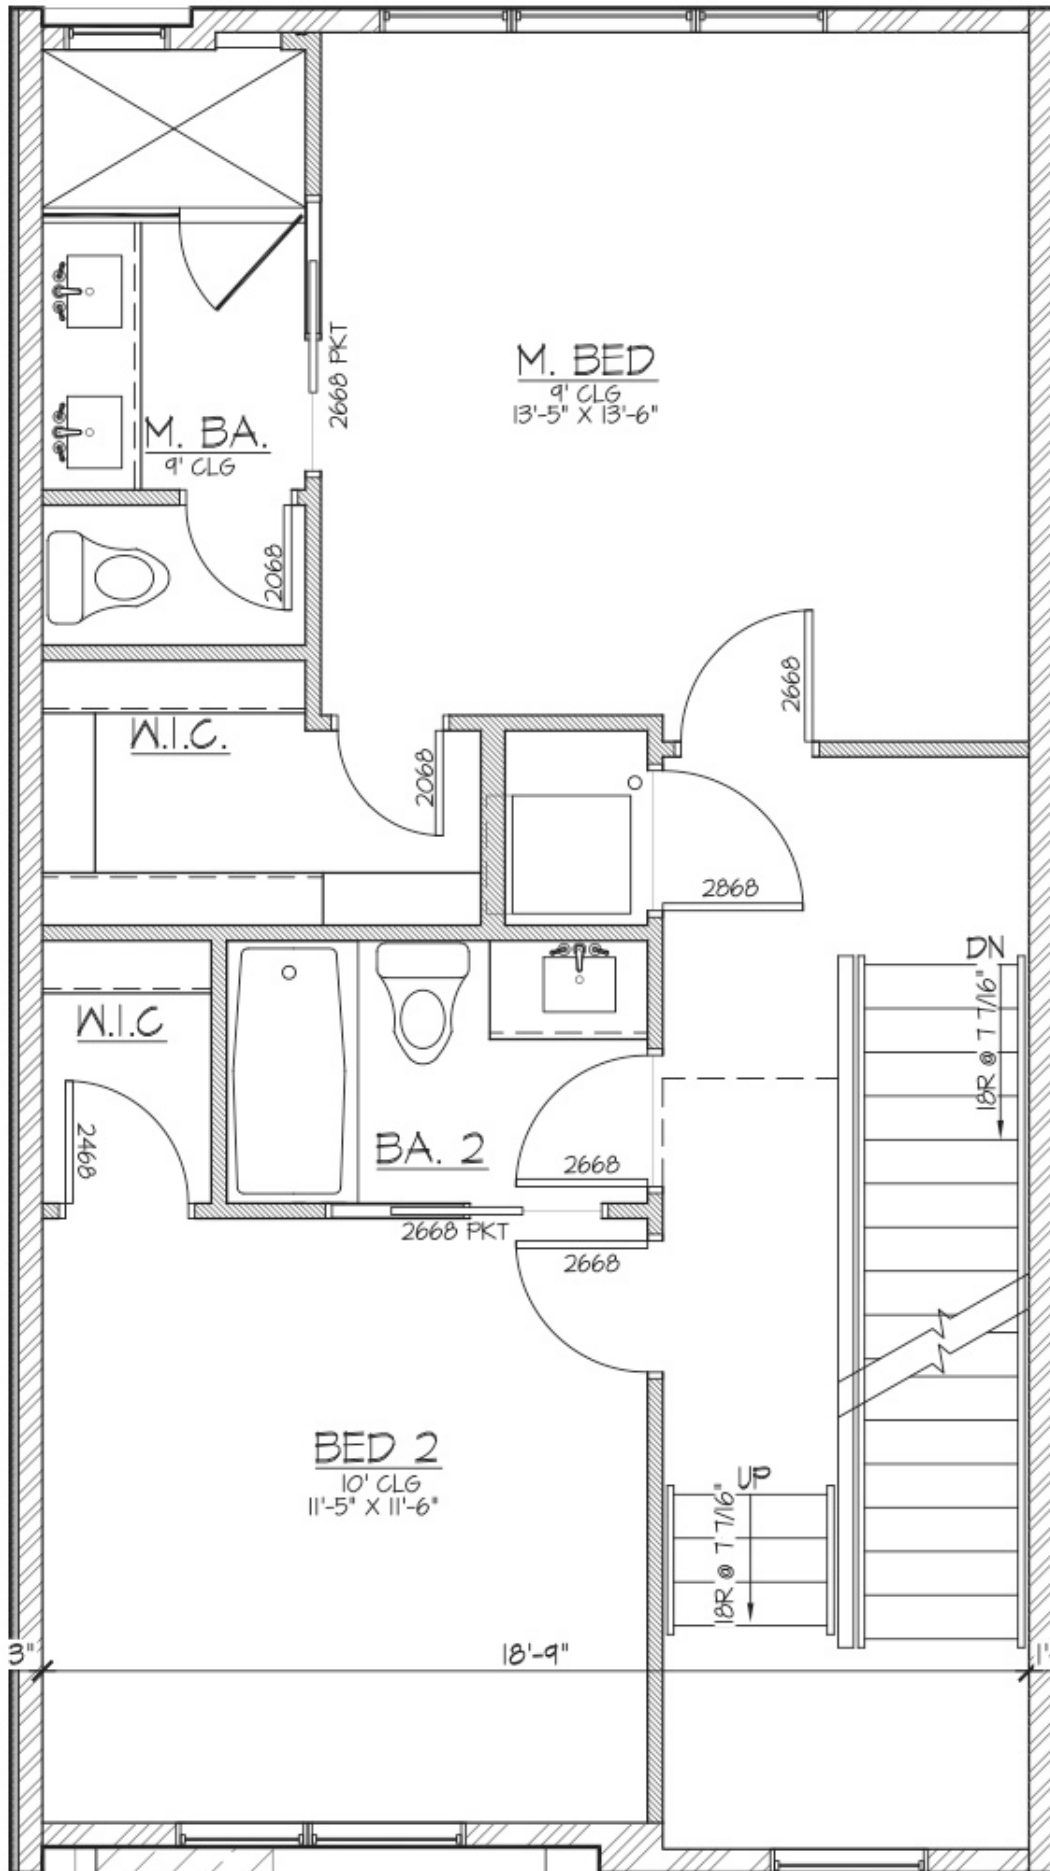 M. BED
9' CLG
13'-5" X 13'-6"
2668 PKT
M. BA.
9' CLG
2068
2668
W.I.C.
2068
2868
DN
18R @ 7 7/16"
W.I.C
2468
BA. 2
2668
2668 PKT
2668
BED 2
10' CLG
11'-5" X 11'-6"
UP
18R @ 7 7/16"
3"
18'-9"
1'